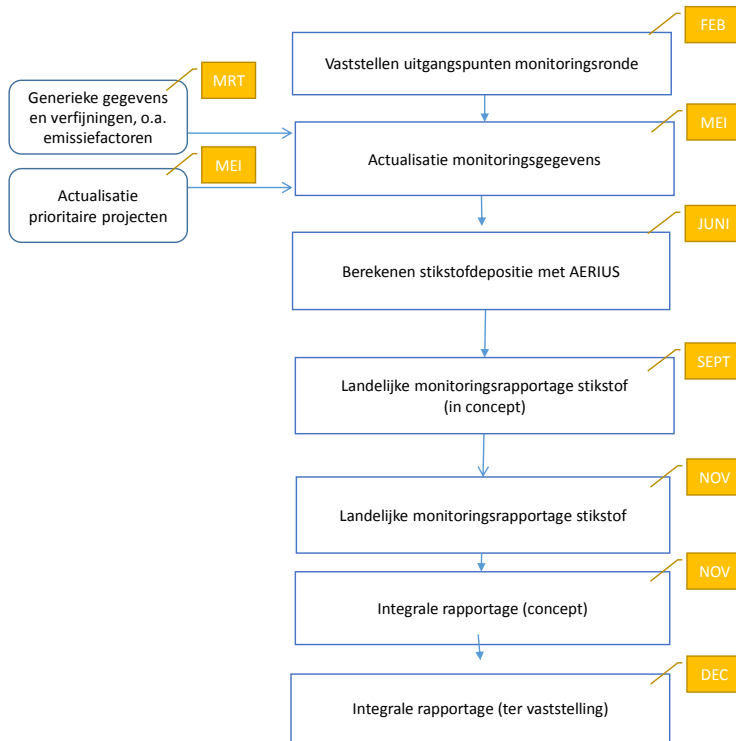 FEB
Vaststellen uitgangspunten monitoringsronde
MRT
Generieke gegevens
en verfijningen, o.a.
emissiefactoren
MEI
Actualisatie monitoringsgegevens
MEI
Actualisatie
prioritaire projecten
JUNI
Berekenen stikstofdepositie met AERIUS
SEPT
Landelijke monitoringsrapportage stikstof
(in concept)
NOV
Landelijke monitoringsrapportage stikstof
NOV
Integrale rapportage (concept)
DEC
Integrale rapportage (ter vaststelling)